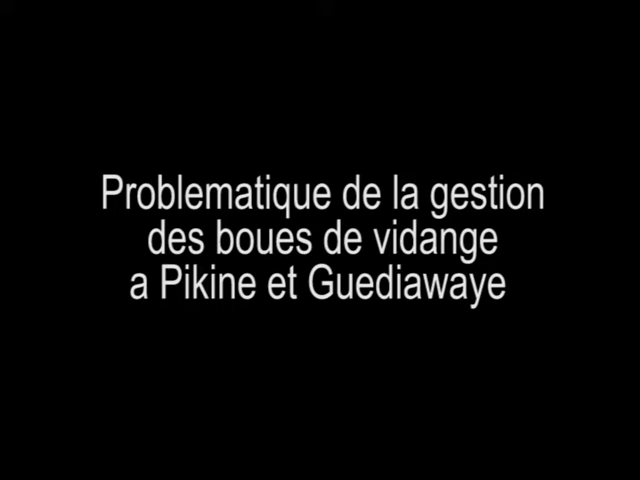 Problematique de la gestion
des boues de vidange
a Pikine et Guediawaye